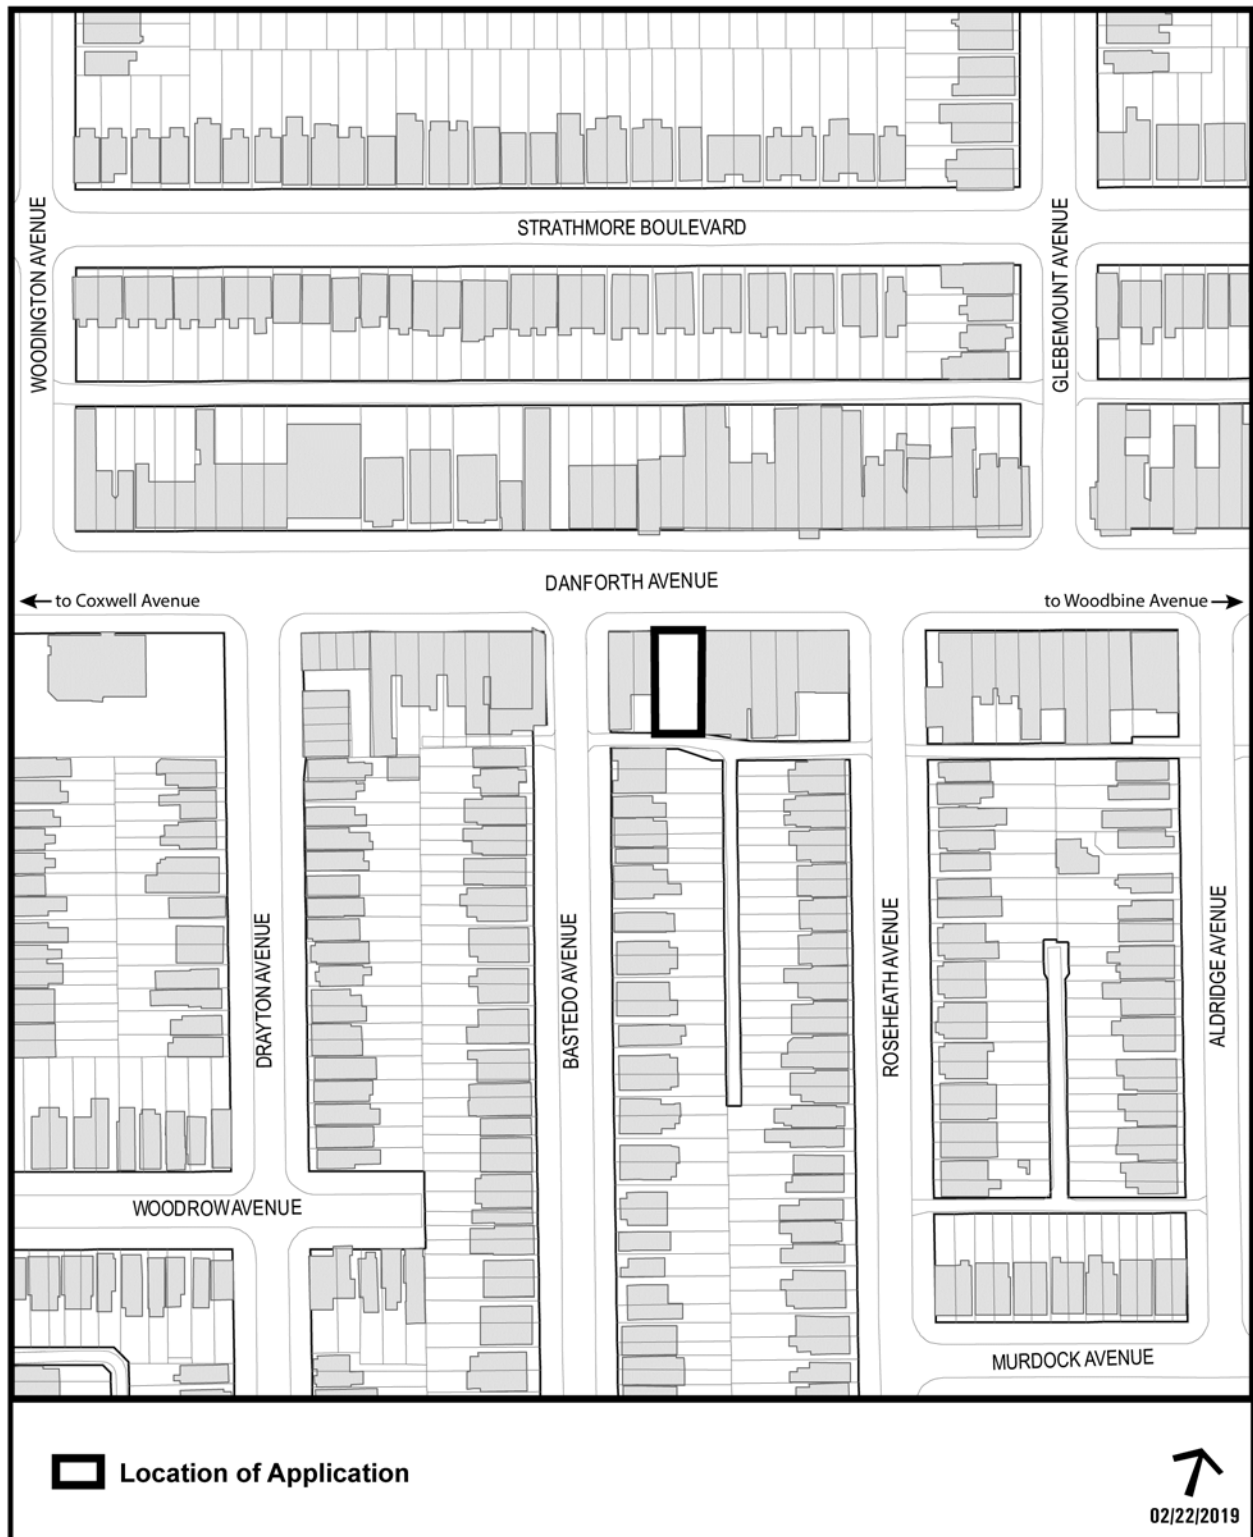 STRATHMORE BOULEVARD
WOODINGTON AVENUE
GLEBEMOUNT AVENUE
DANFORTH AVENUE
to Coxwell Avenue
to Woodbine Avenue
DRAYTON AVENUE
BASTEDO AVENUE
ROSEHEATH AVENUE
ALDRIDGE AVENUE
WOODROW AVENUE
MURDOCK AVENUE
Location of Application
02/22/2019